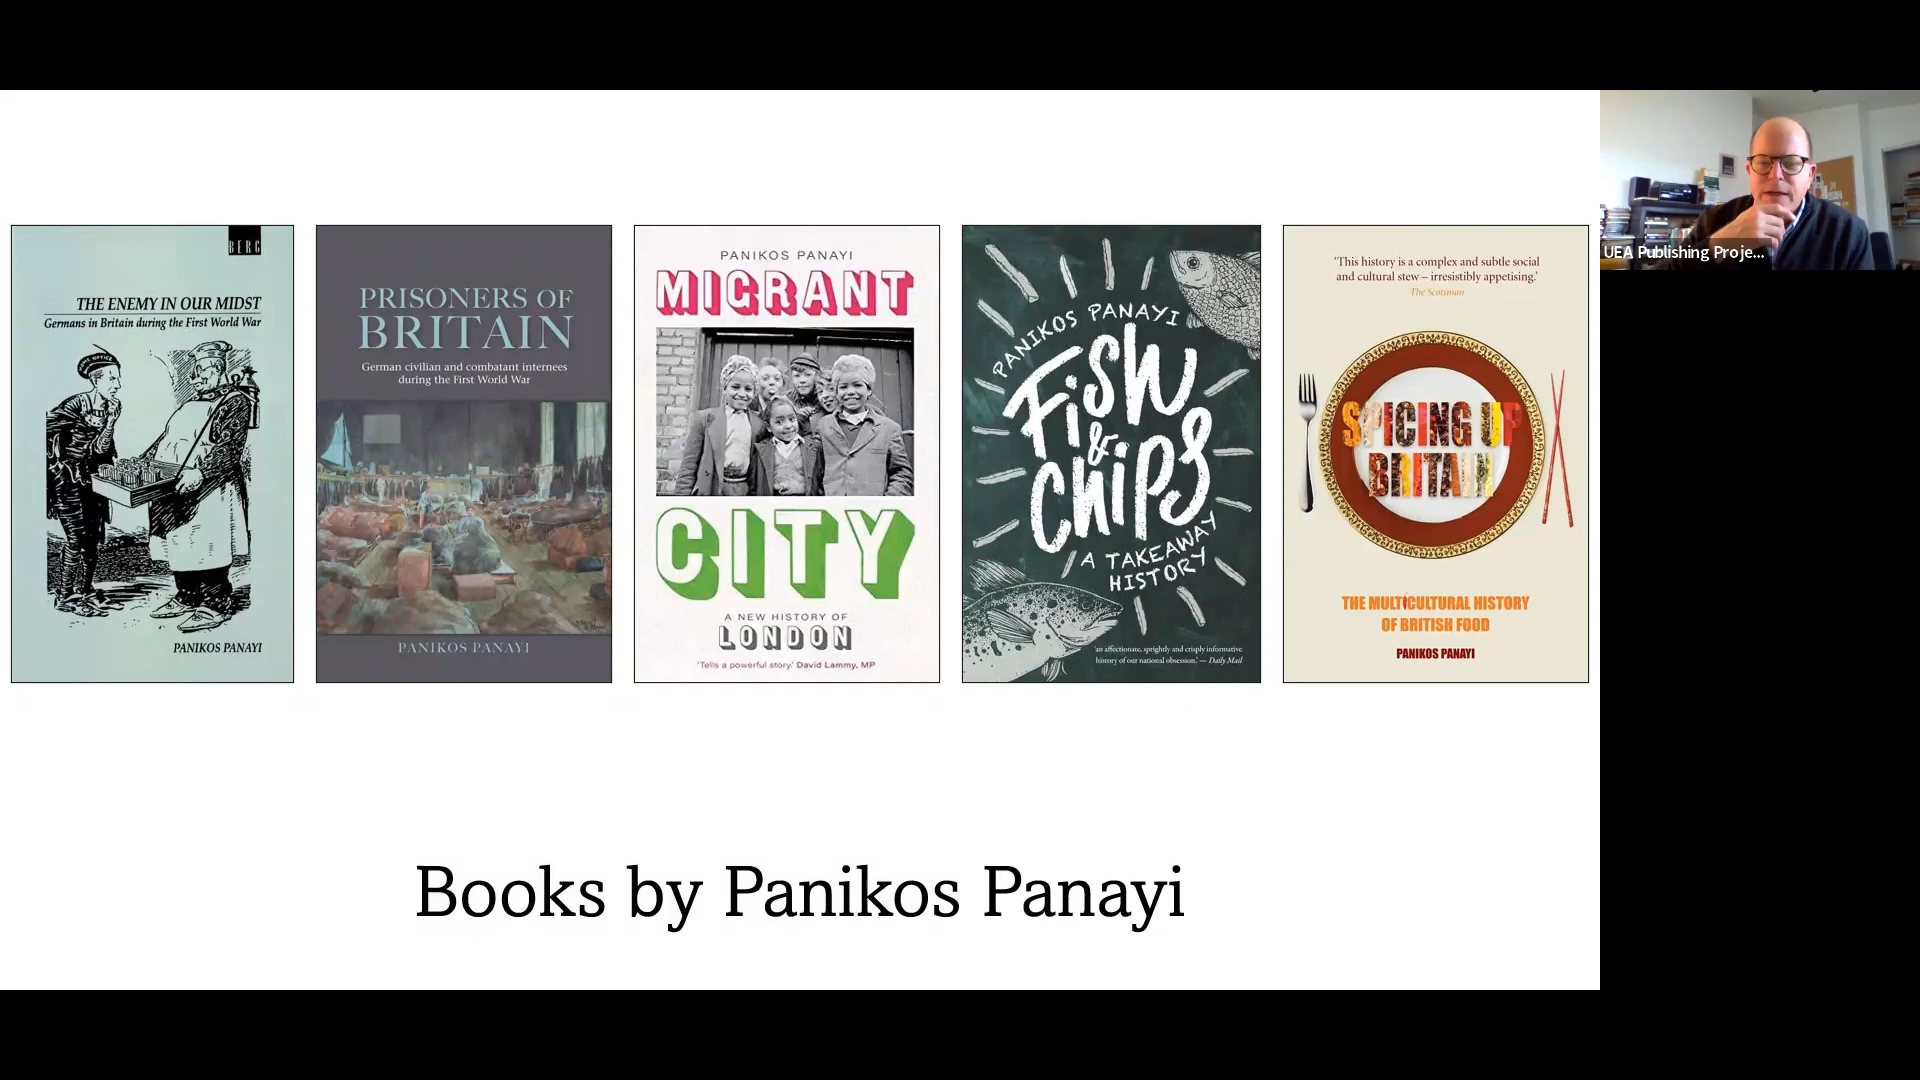 BERG
THE ENEMY IN OUR MIDST
Germans in Britain during the First World War
PANIKOS PANAYI
PRISONERS OF
BRITAIN
German civilian and combatant internees
during the First World War
PANIKOS PANAYI
PANIKOS PANAYI
MIGRANT
CITY
A NEW HISTORY OF
LONDON
'Tells a powerful story.' David Lammy, MP
PANIKOS PANAYI
Fish
&
Chips
A TAKEAWAY
HISTORY
'an affectionate, sprightly and crisply informative
history of our national obsession.' — Daily Mail
'This history is a complex and subtle social
and cultural stew – irresistibly appetising.'
The Scotsman
SPICING UP
BRITAIN
THE MULTICULTURAL HISTORY
OF BRITISH FOOD
PANIKOS PANAYI
UEA Publishing Proje...
Books by Panikos Panayi